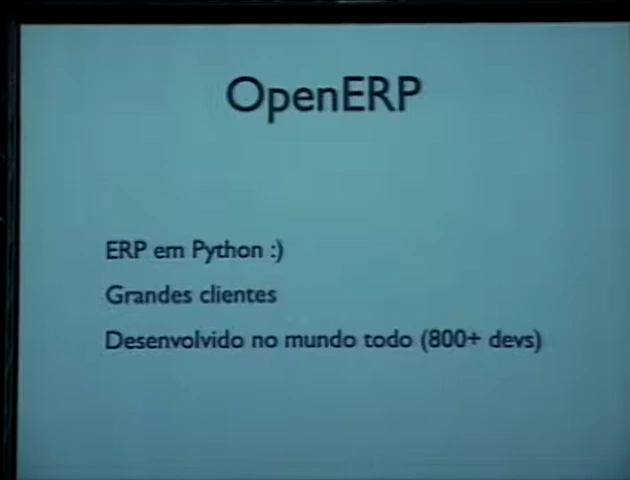 OpenERP
ERP em Python :)
Grandes clientes
Desenvolvido no mundo todo (800+ devs)